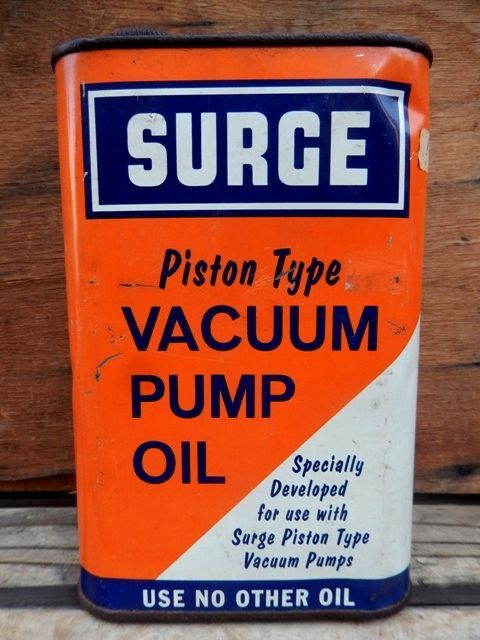 SURGE
Piston Type
VACUUM
PUMP
OIL
Specially
Developed
for use with
Surge Piston Type
Vacuum Pumps
USE NO OTHER OIL